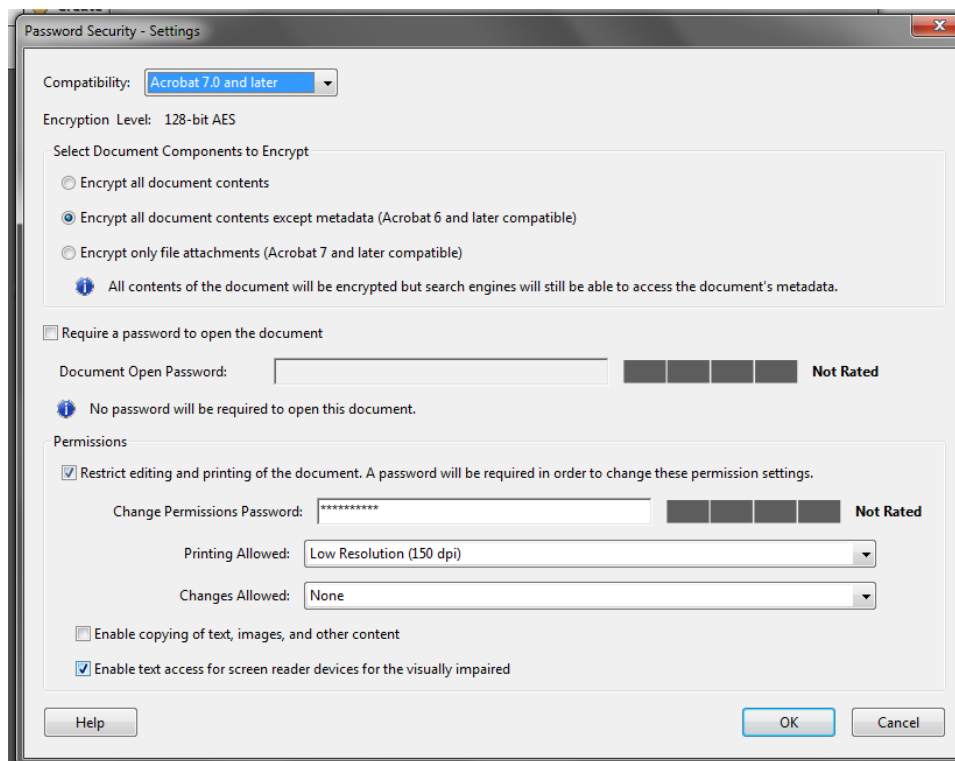 Create
Password Security - Settings
Compatibility: Acrobat 7.0 and later
Encryption Level: 128-bit AES
Select Document Components to Encrypt
Encrypt all document contents
Encrypt all document contents except metadata (Acrobat 6 and later compatible)
Encrypt only file attachments (Acrobat 7 and later compatible)
All contents of the document will be encrypted but search engines will still be able to access the document's metadata.
Require a password to open the document
Document Open Password: Not Rated
No password will be required to open this document.
Permissions
Restrict editing and printing of the document. A password will be required in order to change these permission settings.
Change Permissions Password: ********** Not Rated
Printing Allowed: Low Resolution (150 dpi)
Changes Allowed: None
Enable copying of text, images, and other content
Enable text access for screen reader devices for the visually impaired
Help OK Cancel